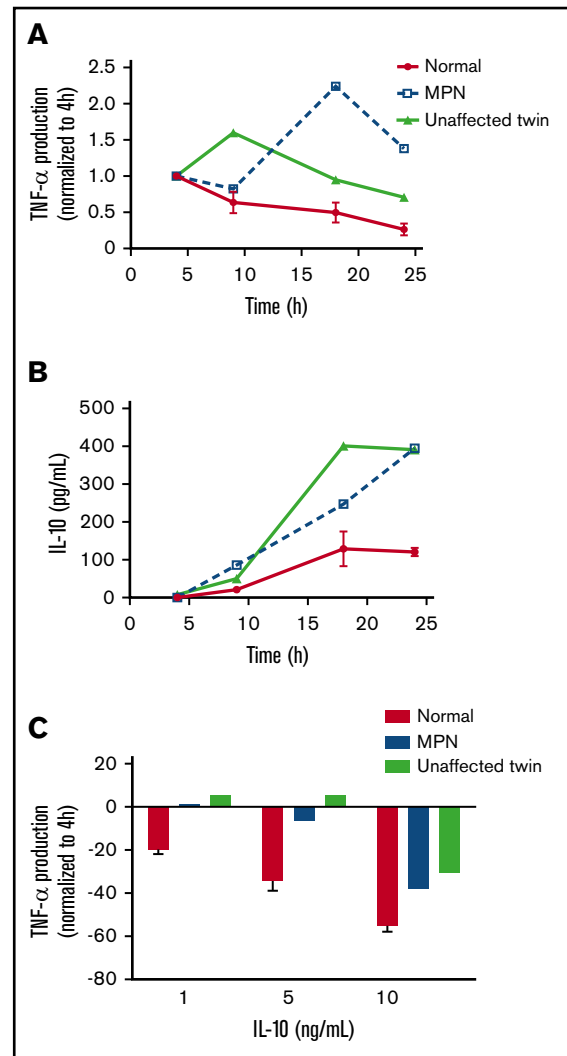 A
TNF-α production
(normalized to 4h)
2.5
2.0
1.5
1.0
0.5
0
0 5 10 15 20 25
Time (h)
Normal
MPN
Unaffected twin
B
IL-10 (pg/mL)
500
400
300
200
100
0
0 5 10 15 20 25
Time (h)
C
Normal
MPN
Unaffected twin
TNF-α production
(normalized to 4h)
20
0
-20
-40
-60
-80
1 5 10
IL-10 (ng/mL)